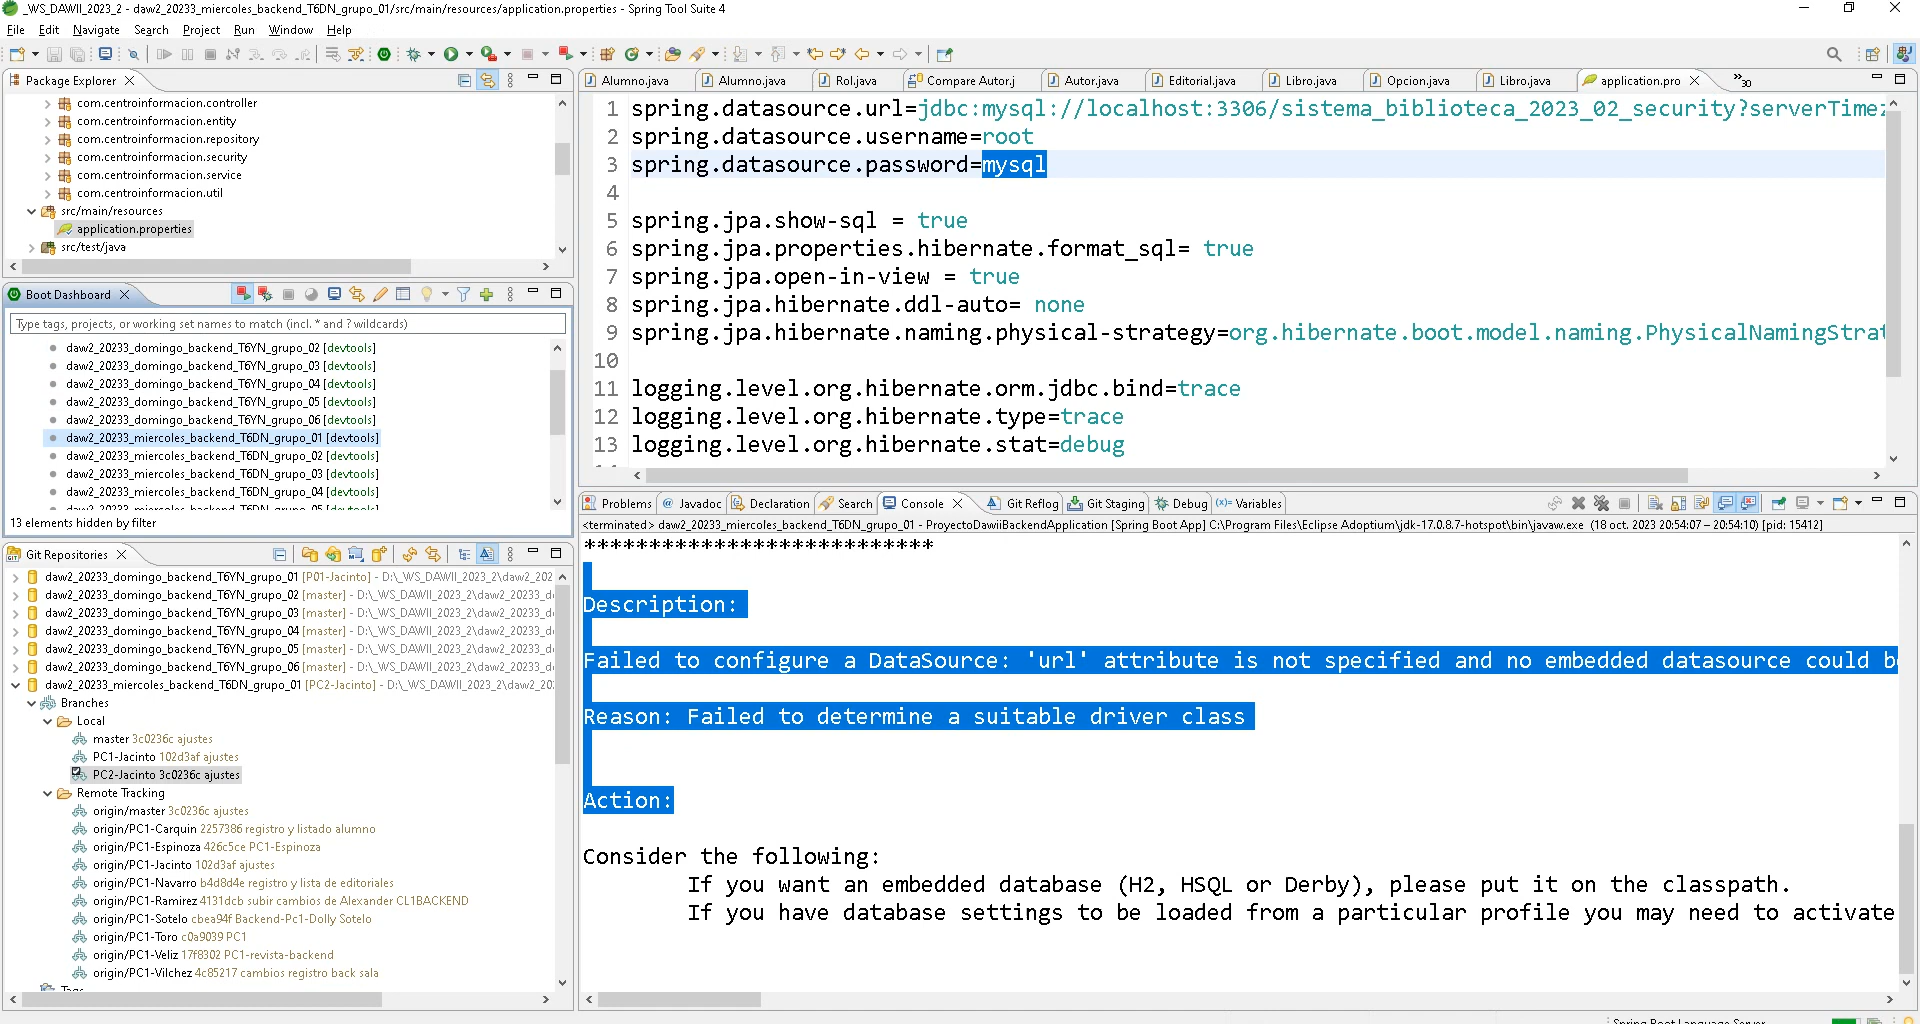 _WS_DAWII_2023_2 - daw2_20233_miercoles_backend_T6DN_grupo_01/src/main/resources/application.properties - Spring Tool Suite 4
File Edit Navigate Search Project Run Window Help
Package Explorer
com.centroinformacion.controller
com.centroinformacion.entity
com.centroinformacion.repository
com.centroinformacion.security
com.centroinformacion.service
com.centroinformacion.util
src/main/resources
application.properties
src/test/java
Boot Dashboard
Type tags, projects, or working set names to match (incl. * and ? wildcards)
daw2_20233_domingo_backend_T6YN_grupo_02 [devtools]
daw2_20233_domingo_backend_T6YN_grupo_03 [devtools]
daw2_20233_domingo_backend_T6YN_grupo_04 [devtools]
daw2_20233_domingo_backend_T6YN_grupo_05 [devtools]
daw2_20233_domingo_backend_T6YN_grupo_06 [devtools]
daw2_20233_miercoles_backend_T6DN_grupo_01 [devtools]
daw2_20233_miercoles_backend_T6DN_grupo_02 [devtools]
daw2_20233_miercoles_backend_T6DN_grupo_03 [devtools]
daw2_20233_miercoles_backend_T6DN_grupo_04 [devtools]
13 elements hidden by filter
Git Repositories
daw2_20233_domingo_backend_T6YN_grupo_01 [P01-Jacinto] - D:\_WS_DAWII_2023_2\daw2_202
daw2_20233_domingo_backend_T6YN_grupo_02 [master] - D:\_WS_DAWII_2023_2\daw2_20233_d
daw2_20233_domingo_backend_T6YN_grupo_03 [master] - D:\_WS_DAWII_2023_2\daw2_20233_d
daw2_20233_domingo_backend_T6YN_grupo_04 [master] - D:\_WS_DAWII_2023_2\daw2_20233_d
daw2_20233_domingo_backend_T6YN_grupo_05 [master] - D:\_WS_DAWII_2023_2\daw2_20233_d
daw2_20233_domingo_backend_T6YN_grupo_06 [master] - D:\_WS_DAWII_2023_2\daw2_20233_d
daw2_20233_miercoles_backend_T6DN_grupo_01 [PC2-Jacinto] - D:\_WS_DAWII_2023_2\daw2_20
Branches
Local
master 3c0236c ajustes
PC1-Jacinto 102d3af ajustes
PC2-Jacinto 3c0236c ajustes
Remote Tracking
origin/master 3c0236c ajustes
origin/PC1-Carquin 2257386 registro y listado alumno
origin/PC1-Espinoza 426c5ce PC1-Espinoza
origin/PC1-Jacinto 102d3af ajustes
origin/PC1-Navarro b4d8d4e registro y lista de editoriales
origin/PC1-Ramirez 4131dcb subir cambios de Alexander CL1BACKEND
origin/PC1-Sotelo cbea94f Backend-Pc1-Dolly Sotelo
origin/PC1-Toro c0a9039 PC1
origin/PC1-Veliz 17f8302 PC1-revista-backend
origin/PC1-Vilchez 4c85217 cambios registro back sala
Tags
Alumno.java Alumno.java Rol.java Compare Autor.j Autor.java Editorial.java Libro.java Opcion.java Libro.java application.pro »30
1 spring.datasource.url=jdbc:mysql://localhost:3306/sistema_biblioteca_2023_02_security?serverTimez
2 spring.datasource.username=root
3 spring.datasource.password=mysql
4
5 spring.jpa.show-sql = true
6 spring.jpa.properties.hibernate.format_sql= true
7 spring.jpa.open-in-view = true
8 spring.jpa.hibernate.ddl-auto= none
9 spring.jpa.hibernate.naming.physical-strategy=org.hibernate.boot.model.naming.PhysicalNamingStrat
10
11 logging.level.org.hibernate.orm.jdbc.bind=trace
12 logging.level.org.hibernate.type=trace
13 logging.level.org.hibernate.stat=debug
Problems Javadoc Declaration Search Console Git Reflog Git Staging Debug Variables
<terminated> daw2_20233_miercoles_backend_T6DN_grupo_01 - ProyectoDawiiBackendApplication [Spring Boot App] C:\Program Files\Eclipse Adoptium\jdk-17.0.8.7-hotspot\bin\javaw.exe (18 oct. 2023 20:54:07 – 20:54:10) [pid: 15412]
***************************
Description:
Failed to configure a DataSource: 'url' attribute is not specified and no embedded datasource could be
Reason: Failed to determine a suitable driver class
Action:
Consider the following:
If you want an embedded database (H2, HSQL or Derby), please put it on the classpath.
If you have database settings to be loaded from a particular profile you may need to activate
Spring Boot Language Server